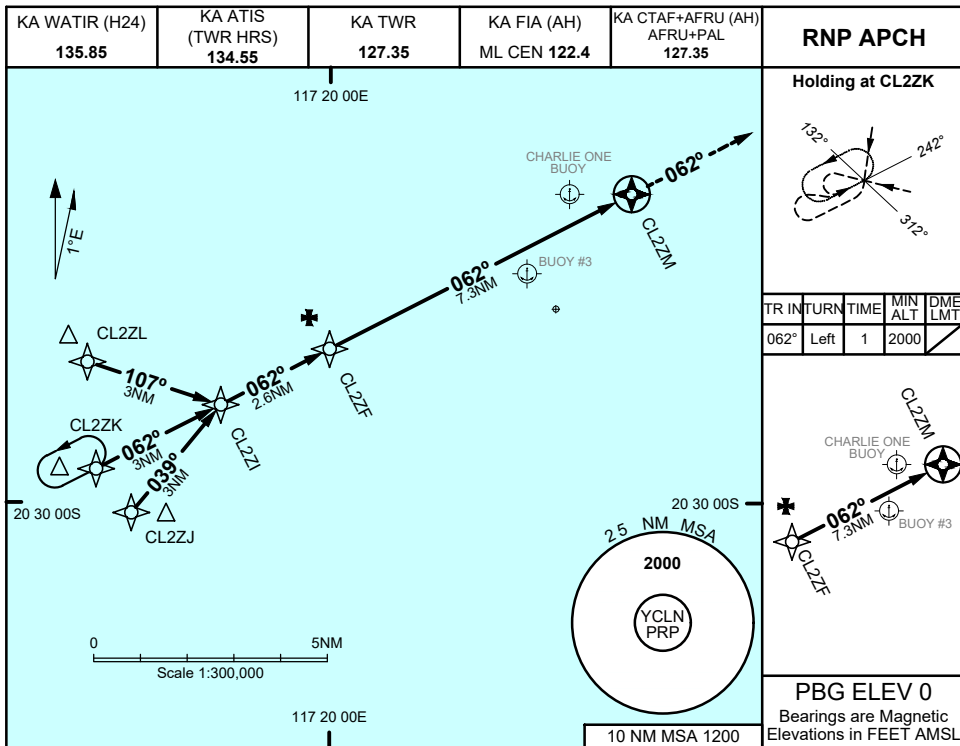 KA WATIR (H24)
135.85
KA ATIS
(TWR HRS)
134.55
KA TWR
127.35
KA FIA (AH)
ML CEN 122.4
KA CTAF+AFRU (AH)
AFRU+PAL
127.35
RNP APCH
117 20 00E
CHARLIE ONE
BUOY
062°
CL2ZM
1°E
BUOY #3
062°
7.3NM
CL2ZL
107°
3NM
062°
2.6NM
CL2ZF
CL2ZK
062°
3NM
CL2ZI
039°
3NM
20 30 00S
20 30 00S
CL2ZJ
25 NM MSA
2000
YCLN
PRP
0
5NM
Scale 1:300,000
117 20 00E
10 NM MSA 1200
Holding at CL2ZK
132°
242°
312°
TR IN TURN TIME MIN ALT DME LMT
062° Left 1 2000
CL2ZM
CHARLIE ONE
BUOY
062°
7.3NM
BUOY #3
CL2ZF
PBG ELEV 0
Bearings are Magnetic
Elevations in FEET AMSL